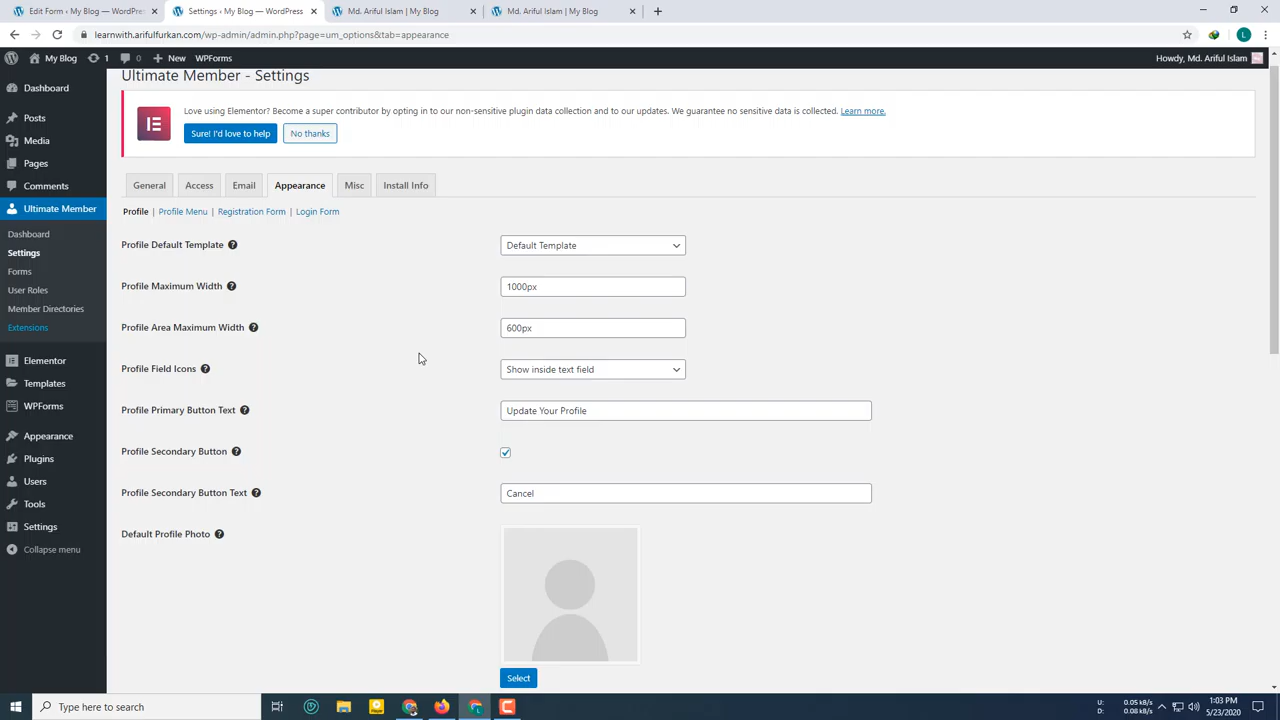 Edit Form ‹ My Blog — WordPress
Settings ‹ My Blog — WordPress
Md. Ariful Islam | My Blog
Md. Ariful Islam | My Blog
learnwith.arifulfurkan.com/wp-admin/admin.php?page=um_options&tab=appearance
L
My Blog
1
0
New
WPForms
Howdy, Md. Ariful Islam
Dashboard
Posts
Media
Pages
Comments
Ultimate Member
Dashboard
Settings
Forms
User Roles
Member Directories
Extensions
Elementor
Templates
WPForms
Appearance
Plugins
Users
Tools
Settings
Collapse menu
Ultimate Member - Settings
Love using Elementor? Become a super contributor by opting in to our non-sensitive plugin data collection and to our updates. We guarantee no sensitive data is collected. Learn more.
Sure! I'd love to help
No thanks
General
Access
Email
Appearance
Misc
Install Info
Profile | Profile Menu | Registration Form | Login Form
Profile Default Template
Default Template
Profile Maximum Width
1000px
Profile Area Maximum Width
600px
Profile Field Icons
Show inside text field
Profile Primary Button Text
Update Your Profile
Profile Secondary Button
Profile Secondary Button Text
Cancel
Default Profile Photo
Select
Type here to search
U: 0.05 kB/s
D: 0.08 kB/s
1:03 PM
5/23/2020